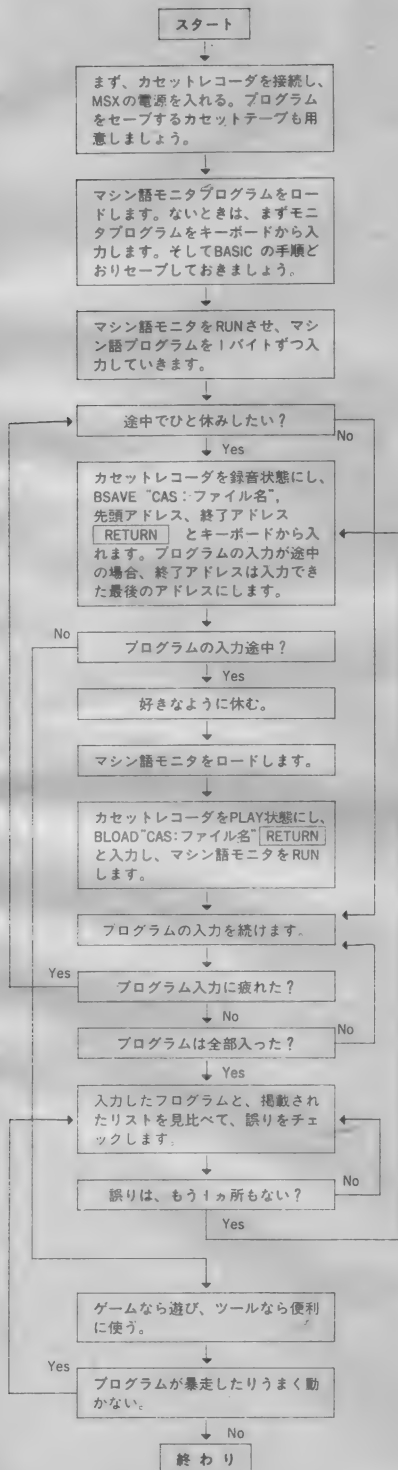 スタート
まず、カセットレコーダを接続し、
MSXの電源を入れる。プログラム
をセーブするカセットテープも用
意しましょう。
マシン語モニタプログラムをロー
ドします。ないときは、まずモニ
タプログラムをキーボードから入
力します。そしてBASIC の手順ど
おりセーブしておきましょう。
マシン語モニタをRUNさせ、マシ
ン語プログラムを1バイトずつ入
力していきます。
途中でひと休みしたい?
No
Yes
カセットレコーダを録音状態にし、
BSAVE "CAS:ファイル名",
先頭アドレス、終了アドレス
RETURN とキーボードから入
れます。プログラムの入力が途中
の場合、終了アドレスは入力でき
た最後のアドレスにします。
No
プログラムの入力途中?
Yes
好きなように休む。
マシン語モニタをロードします。
カセットレコーダをPLAY状態にし、
BLOAD"CAS:ファイル名" RETURN
と入力し、マシン語モニタをRUN
します。
プログラムの入力を続けます。
Yes
プログラム入力に疲れた?
No
プログラムは全部入った?
No
Yes
入力したプログラムと、掲載され
たリストを見比べて、誤りをチェ
ックします。
誤りは、もう1ヵ所もない?
No
Yes
ゲームなら遊び、ツールなら便利
に使う。
Yes
プログラムが暴走したりうまく動
かない。
No
終わり